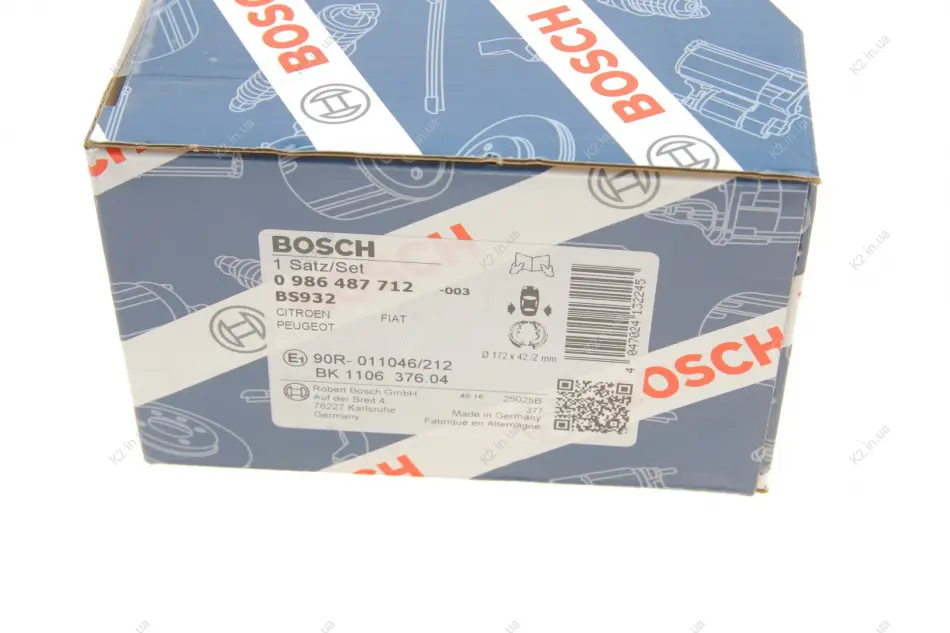 BOSCH
BOSCH
BOSCH
BOSCH
1 Satz/Set
0 986 487 712 -003
BS932
CITROEN FIAT
PEUGEOT
Ø 172 x 42 /2 mm
4 047024 132245
E1 90R- 011046/212
BK 1106 376.04
Robert Bosch GmbH
Auf der Breit 4
76227 Karlsruhe
Germany
40 16 25025B
377
Made in Germany
Fabriqué en Allemagne
BOSCH
K2.in.ua